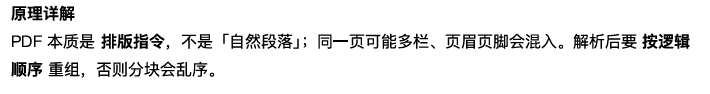 原理详解
PDF 本质是 排版指令，不是「自然段落」；同一页可能多栏、页眉页脚会混入。解析后要 按逻辑
顺序 重组，否则分块会乱序。